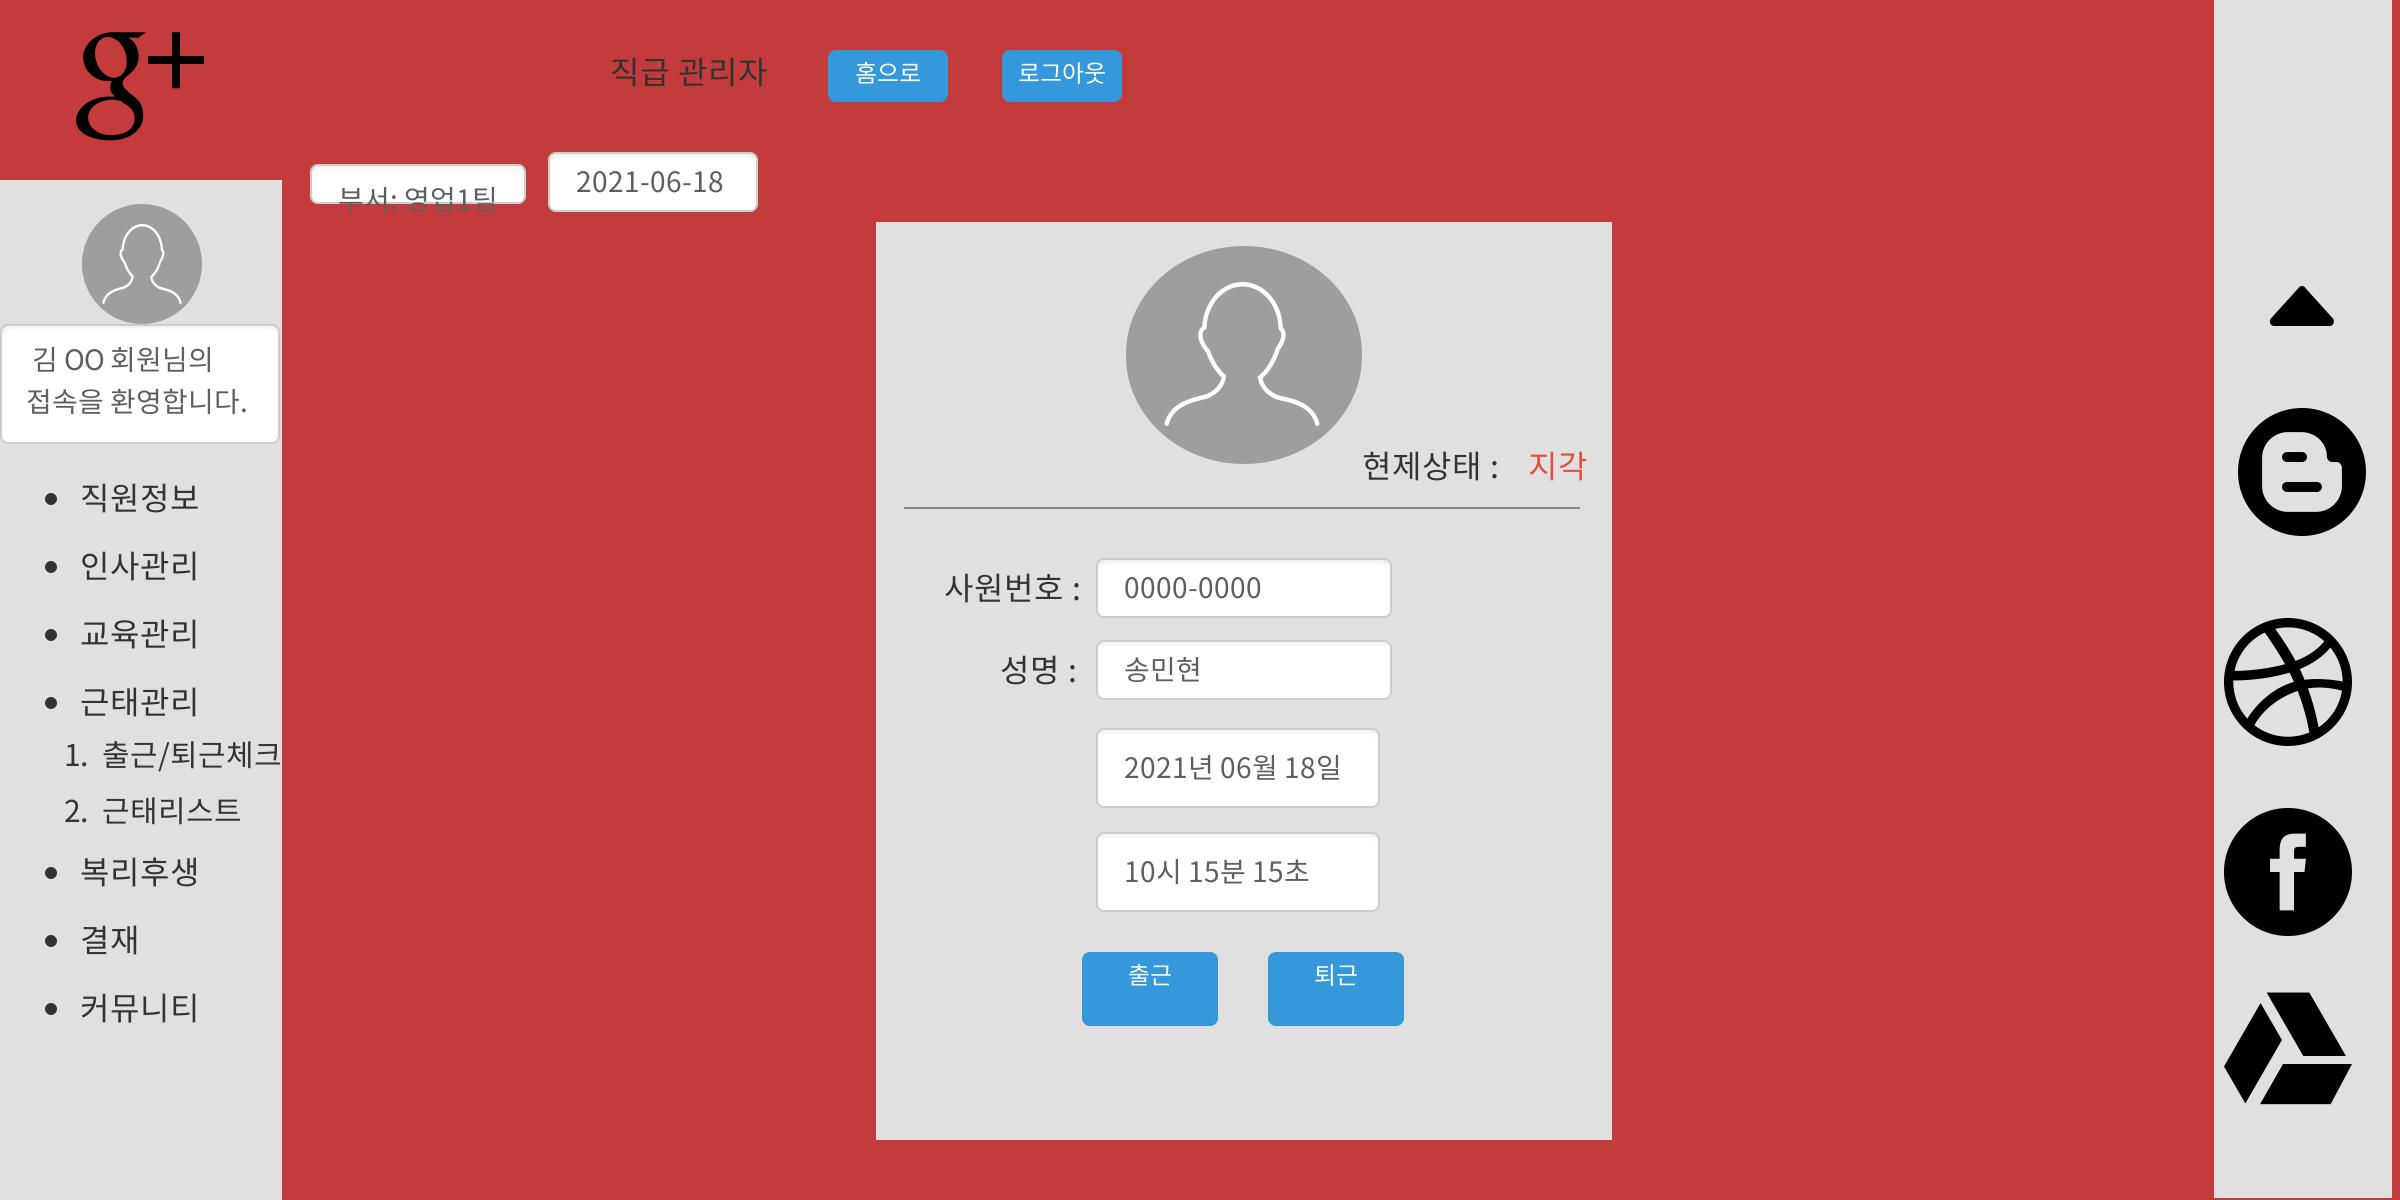 g+
직급 관리자
홈으로
로그아웃
부서: 영업1팀
2021-06-18
김 OO 회원님의
접속을 환영합니다.
직원정보
인사관리
교육관리
근태관리
1. 출근/퇴근체크
2. 근태리스트
복리후생
결재
커뮤니티
현제상태 : 지각
사원번호 : 0000-0000
성명 : 송민현
2021년 06월 18일
10시 15분 15초
출근
퇴근